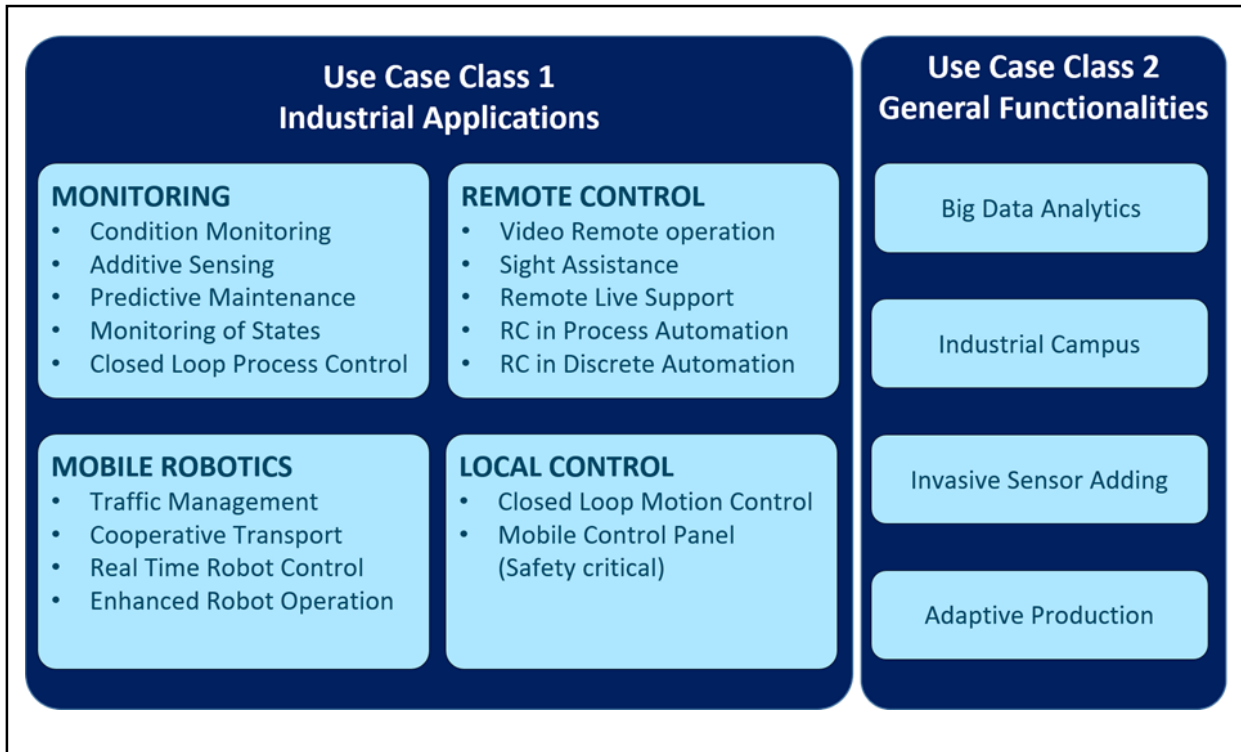 Use Case Class 1
Industrial Applications
MONITORING
• Condition Monitoring
• Additive Sensing
• Predictive Maintenance
• Monitoring of States
• Closed Loop Process Control
REMOTE CONTROL
• Video Remote operation
• Sight Assistance
• Remote Live Support
• RC in Process Automation
• RC in Discrete Automation
MOBILE ROBOTICS
• Traffic Management
• Cooperative Transport
• Real Time Robot Control
• Enhanced Robot Operation
LOCAL CONTROL
• Closed Loop Motion Control
• Mobile Control Panel
(Safety critical)
Use Case Class 2
General Functionalities
Big Data Analytics
Industrial Campus
Invasive Sensor Adding
Adaptive Production